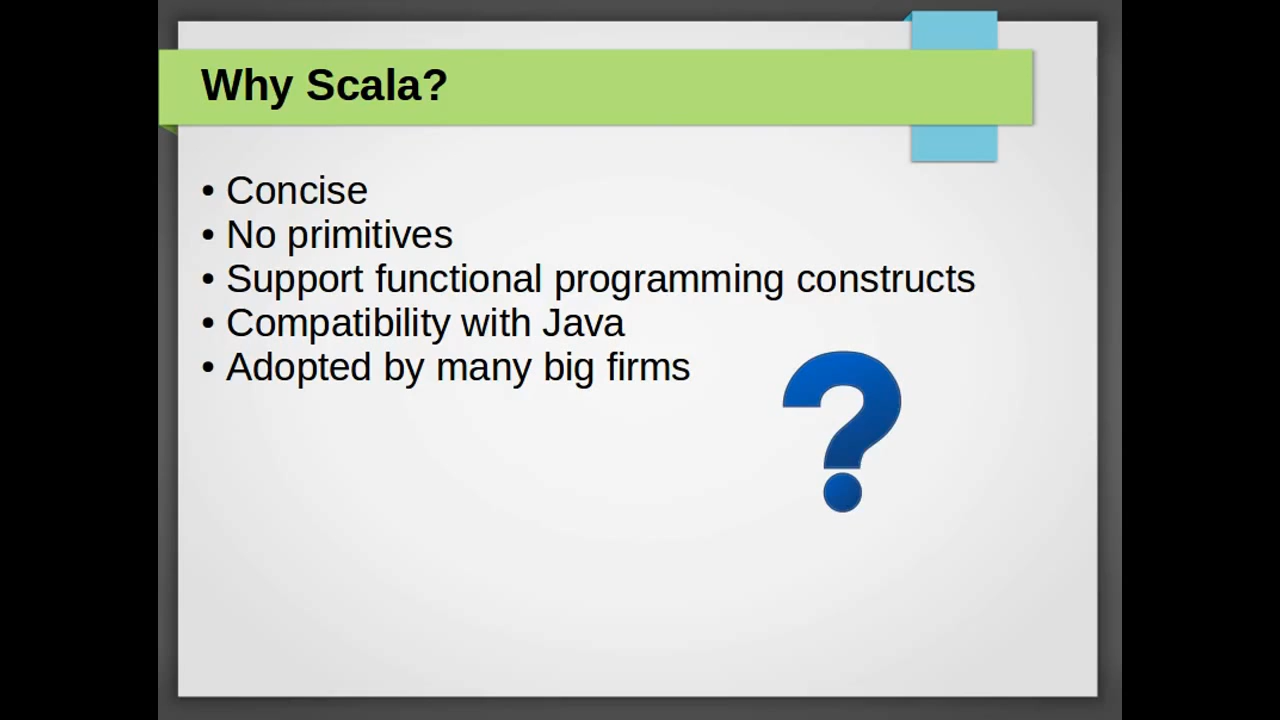 Why Scala?
• Concise
• No primitives
• Support functional programming constructs
• Compatibility with Java
• Adopted by many big firms
?